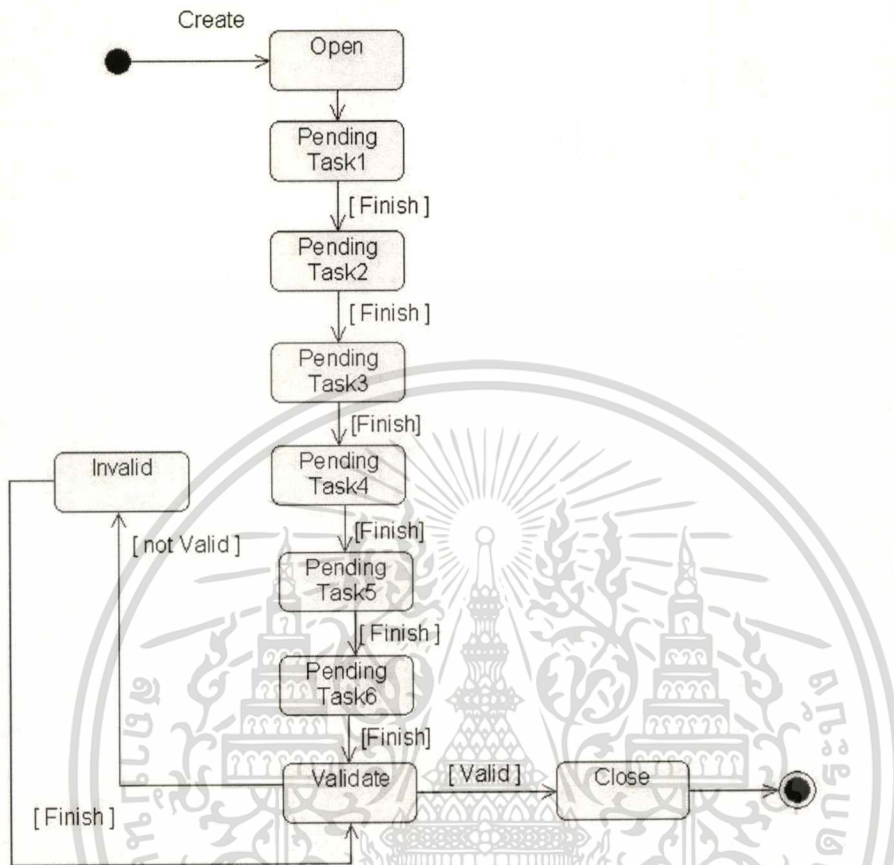 Create
Open
Pending
Task1
[ Finish ]
Pending
Task2
[ Finish ]
Pending
Task3
[Finish]
Invalid
Pending
Task4
[ not Valid ]
[Finish]
Pending
Task5
[ Finish ]
Pending
Task6
[Finish]
Validate
[ Valid ]
Close
[ Finish ]